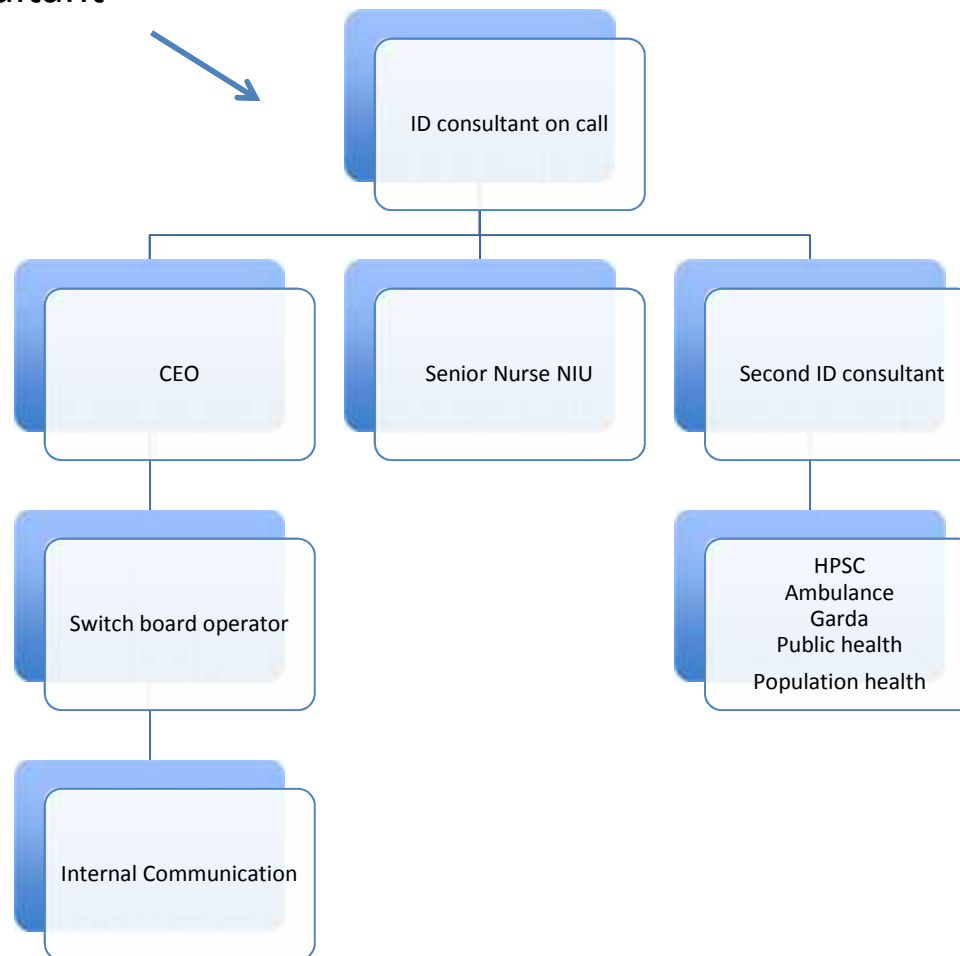 ID consultant on call
CEO
Senior Nurse NIU
Second ID consultant
Switch board operator
HPSC
Ambulance
Garda
Public health
Population health
Internal Communication